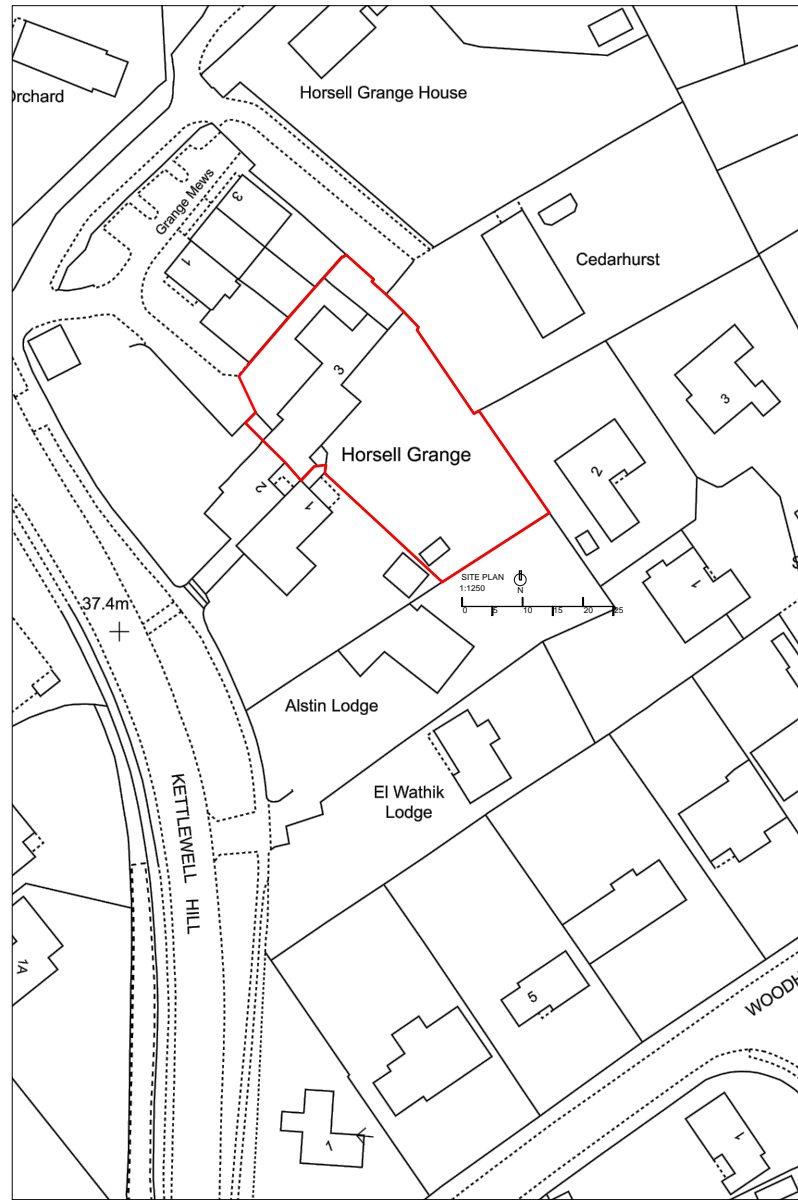 Orchard
Horsell Grange House
Grange Mews
3
1
Cedarhurst
3
3
Horsell Grange
2
2
1
SITE PLAN
1:1250
N
0 5 10 15 20 25
1
37.4m
Alstin Lodge
El Wathik
Lodge
KETTLEWELL HILL
1A
5
WOODH
1
1